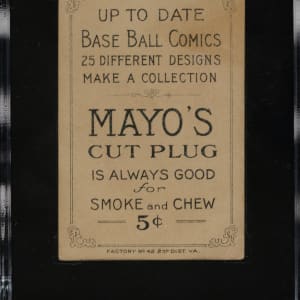 UP TO DATE
BASE BALL COMICS
25 DIFFERENT DESIGNS
MAKE A COLLECTION
MAYO'S
CUT PLUG
IS ALWAYS GOOD
for
SMOKE and CHEW
5¢
FACTORY No 42 2ND DIST. VA.